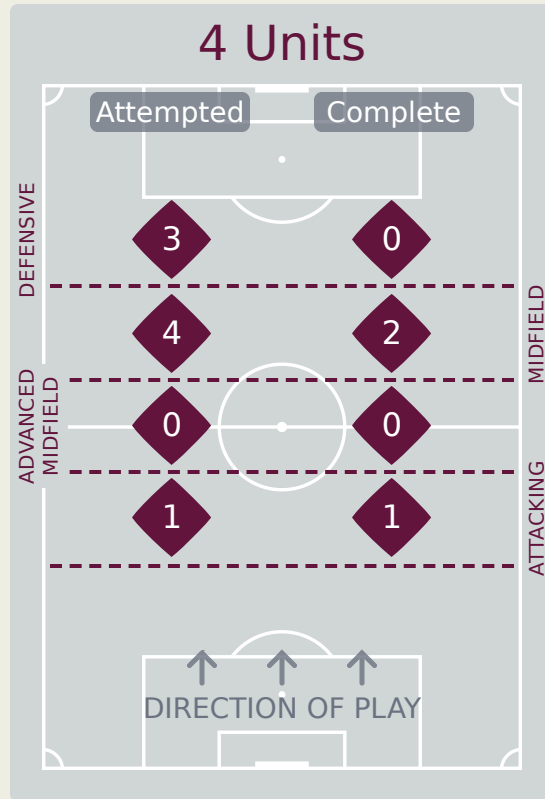 4 Units
Attempted Complete
DEFENSIVE
3 0
MIDFIELD
4 2
ADVANCED
MIDFIELD
0 0
ATTACKING
1 1
DIRECTION OF PLAY